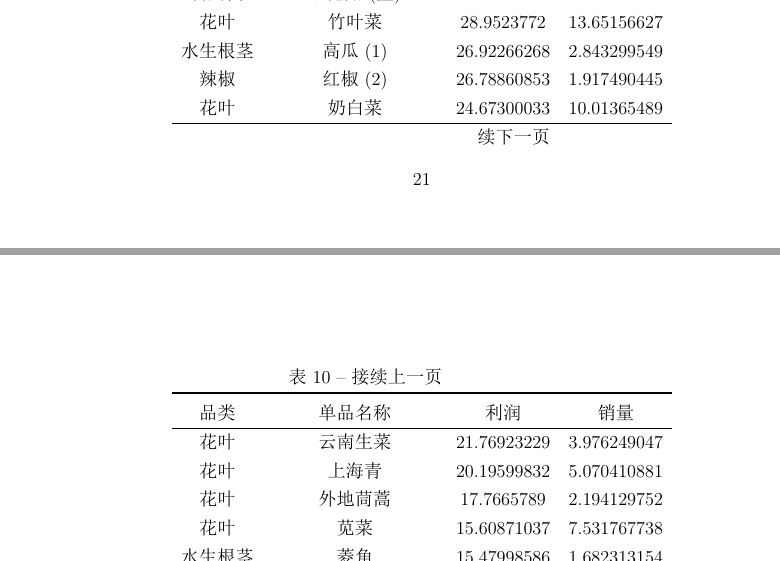 花叶 竹叶菜 28.9523772 13.65156627
水生根茎 高瓜 (1) 26.92266268 2.843299549
辣椒 红椒 (2) 26.78860853 1.917490445
花叶 奶白菜 24.67300033 10.01365489
续下一页
21
表 10 – 接续上一页
品类 单品名称 利润 销量
花叶 云南生菜 21.76923229 3.976249047
花叶 上海青 20.19599832 5.070410881
花叶 外地茼蒿 17.7665789 2.194129752
花叶 苋菜 15.60871037 7.531767738
水生根茎 菱角 15.47998586 1.682313154